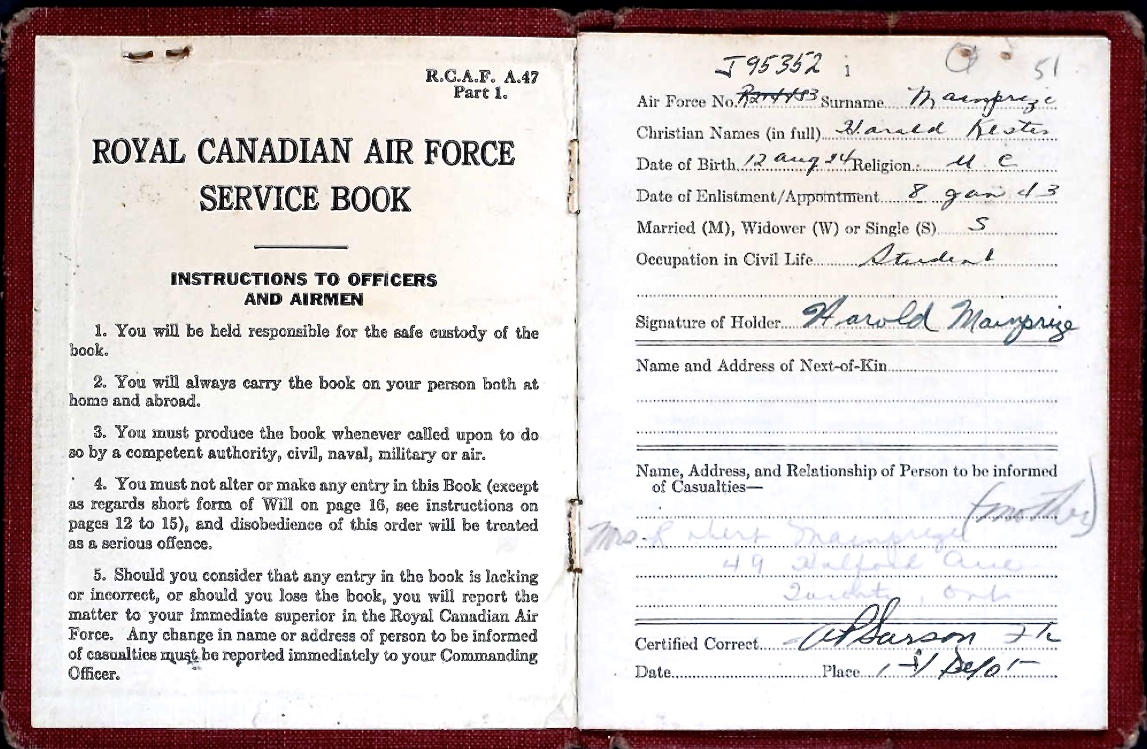 R.C.A.F. A.47
Part 1.
ROYAL CANADIAN AIR FORCE
SERVICE BOOK
INSTRUCTIONS TO OFFICERS
AND AIRMEN
1. You will be held responsible for the safe custody of the
book.
2. You will always carry the book on your person both at
home and abroad.
3. You must produce the book whenever called upon to do
so by a competent authority, civil, naval, military or air.
4. You must not alter or make any entry in this Book (except
as regards short form of Will on page 16, see instructions on
pages 12 to 15), and disobedience of this order will be treated
as a serious offence.
5. Should you consider that any entry in the book is lacking
or incorrect, or should you lose the book, you will report the
matter to your immediate superior in the Royal Canadian Air
Force. Any change in name or address of person to be informed
of casualties must be reported immediately to your Commanding
Officer.
J95352 1 51
Air Force No. Surname Mainprize
Christian Names (in full) Harald
Date of Birth 12 Aug 24 Religion: U C
Date of Enlistment/Appointment 8 Jan 43
Married (M), Widower (W) or Single (S) S
Occupation in Civil Life Student
Signature of Holder Harold Mainprize
Name and Address of Next-of-Kin
Name, Address, and Relationship of Person to be informed
of Casualties—
(mother)
Mrs. Mainprize
49 Ave
Toronto, Ont
Certified Correct
Date Place